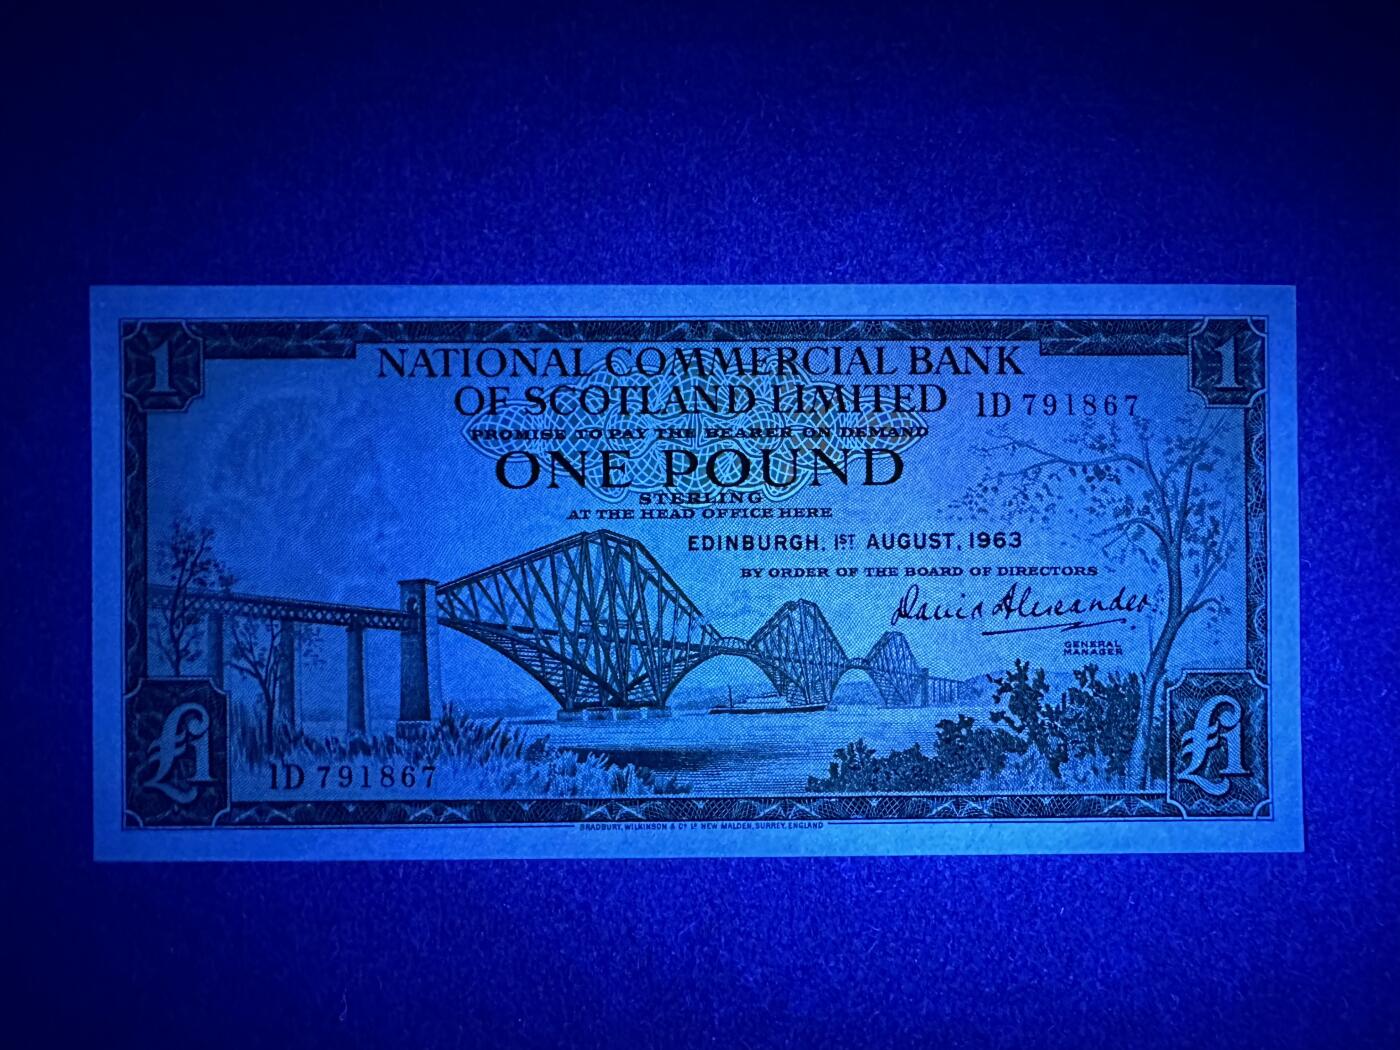 1
1
NATIONAL COMMERCIAL BANK
OF SCOTLAND LIMITED
1D 791867
PROMISE TO PAY THE BEARER ON DEMAND
ONE POUND
STERLING
AT THE HEAD OFFICE HERE
EDINBURGH, 1ST AUGUST, 1963
BY ORDER OF THE BOARD OF DIRECTORS
David Alexander
GENERAL
MANAGER
£1
1D 791867
£1
BRADBURY, WILKINSON & Co Ld NEW MALDEN, SURREY, ENGLAND